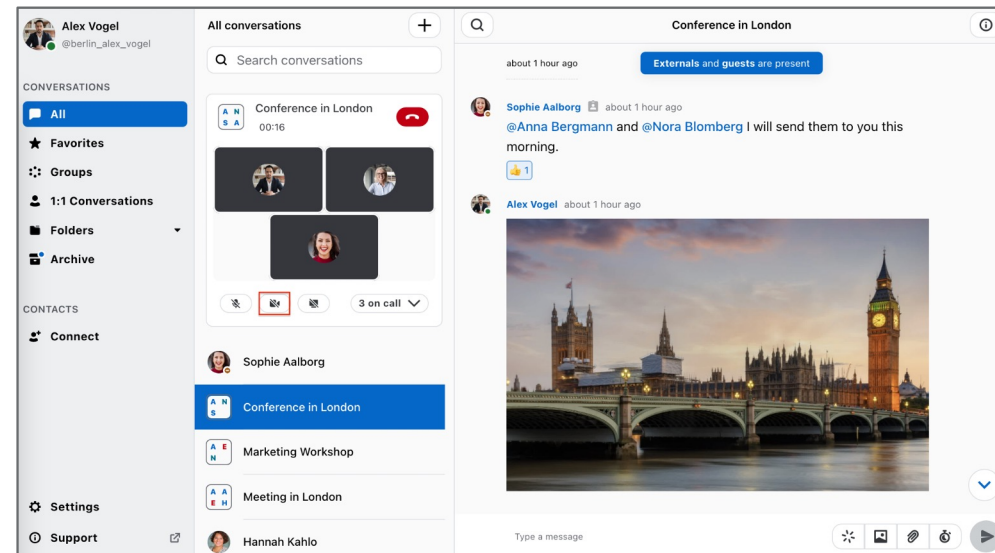 Alex Vogel
@berlin_alex_vogel
CONVERSATIONS
All
Favorites
Groups
1:1 Conversations
Folders
Archive
CONTACTS
Connect
Settings
Support
All conversations
Search conversations
A N
S A
Conference in London
00:16
3 on call
Sophie Aalborg
A N
S
Conference in London
A E
N
Marketing Workshop
A A
E H
Meeting in London
Hannah Kahlo
Conference in London
about 1 hour ago
Externals and guests are present
Sophie Aalborg about 1 hour ago
@Anna Bergmann and @Nora Blomberg I will send them to you this
morning.
1
Alex Vogel about 1 hour ago
Type a message